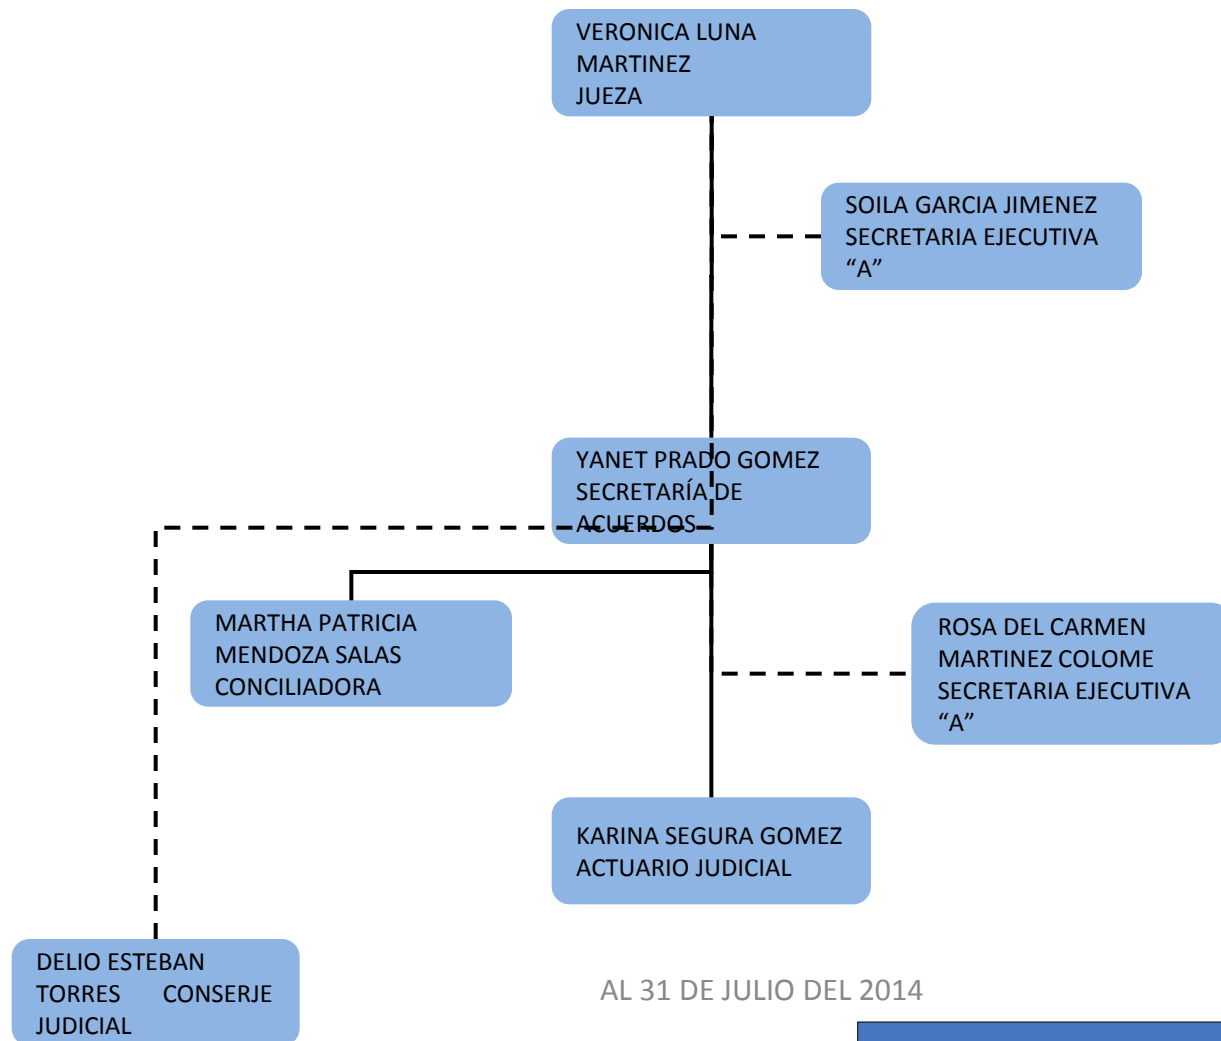 VERONICA LUNA
MARTINEZ
JUEZA
SOILA GARCIA JIMENEZ
SECRETARIA EJECUTIVA
“A”
YANET PRADO GOMEZ
SECRETARÍA DE
ACUERDOS
MARTHA PATRICIA
MENDOZA SALAS
CONCILIADORA
ROSA DEL CARMEN
MARTINEZ COLOME
SECRETARIA EJECUTIVA
“A”
KARINA SEGURA GOMEZ
ACTUARIO JUDICIAL
DELIO ESTEBAN
TORRES CONSERJE
JUDICIAL
AL 31 DE JULIO DEL 2014